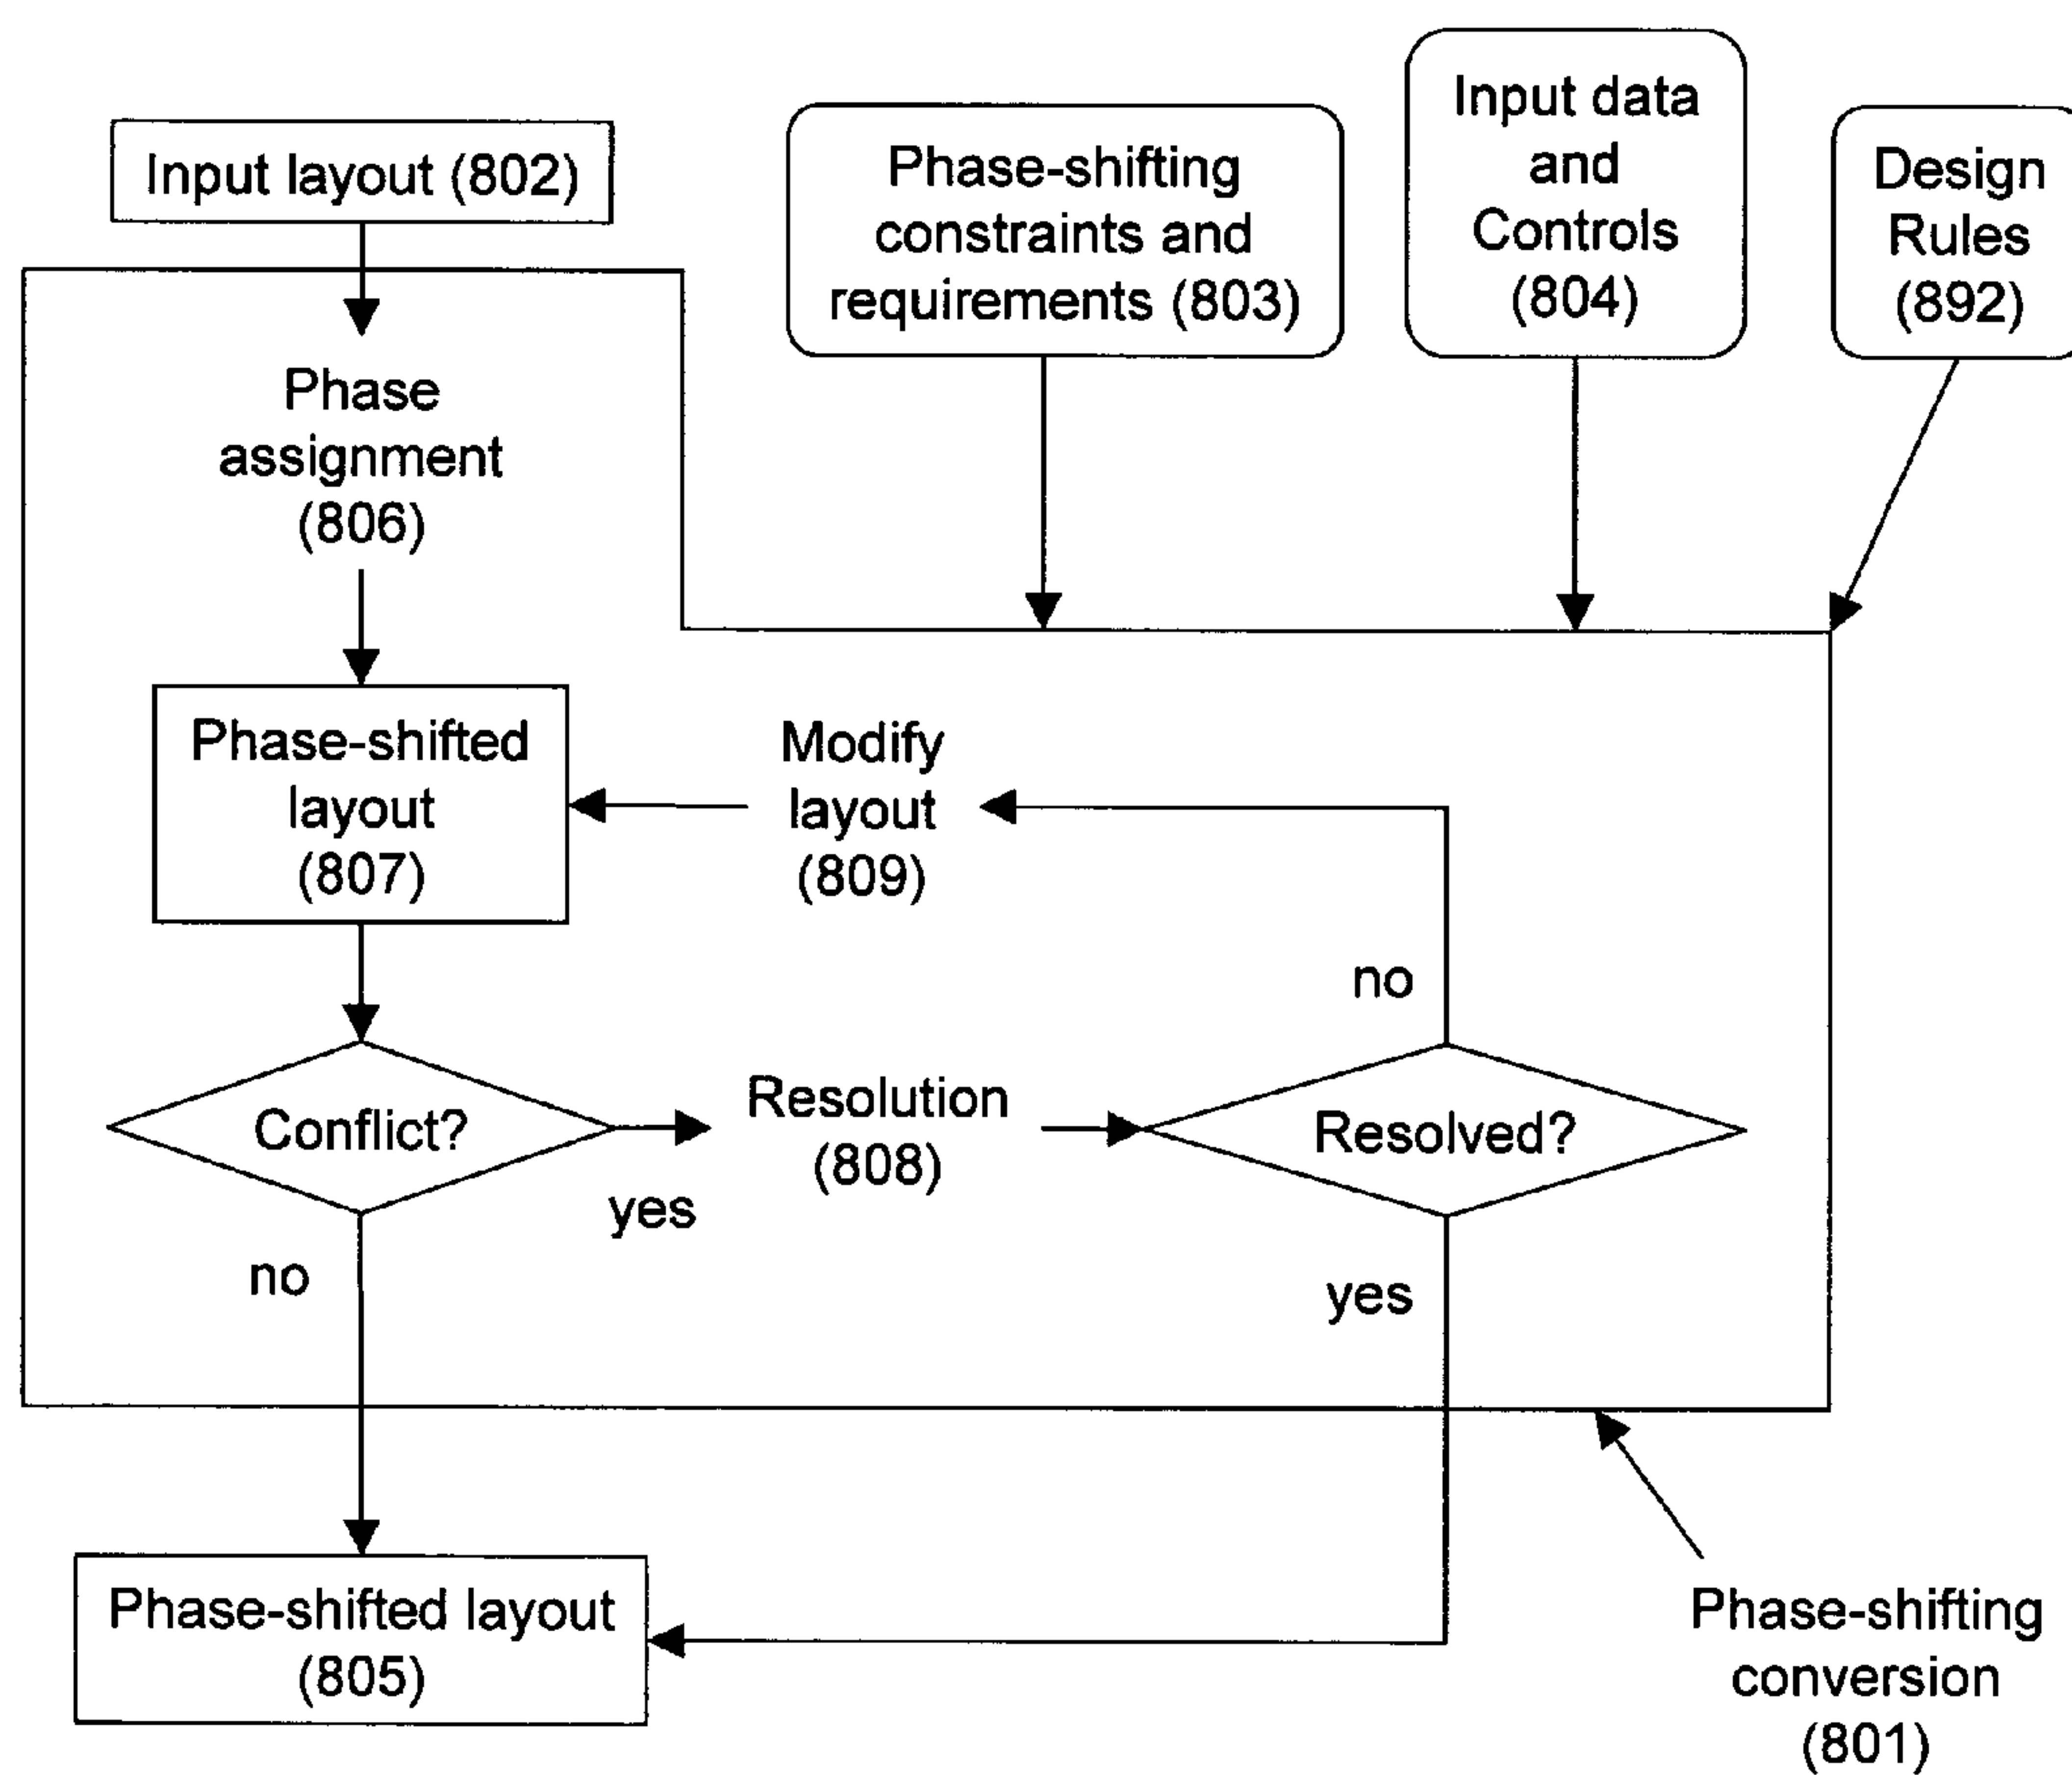 Input layout (802)
Phase-shifting
constraints and
requirements (803)
Input data
and
Controls
(804)
Design
Rules
(892)
Phase
assignment
(806)
Phase-shifted
layout
(807)
Modify
layout
(809)
no
Conflict?
yes
Resolution
(808)
Resolved?
no
yes
Phase-shifted layout
(805)
Phase-shifting
conversion
(801)